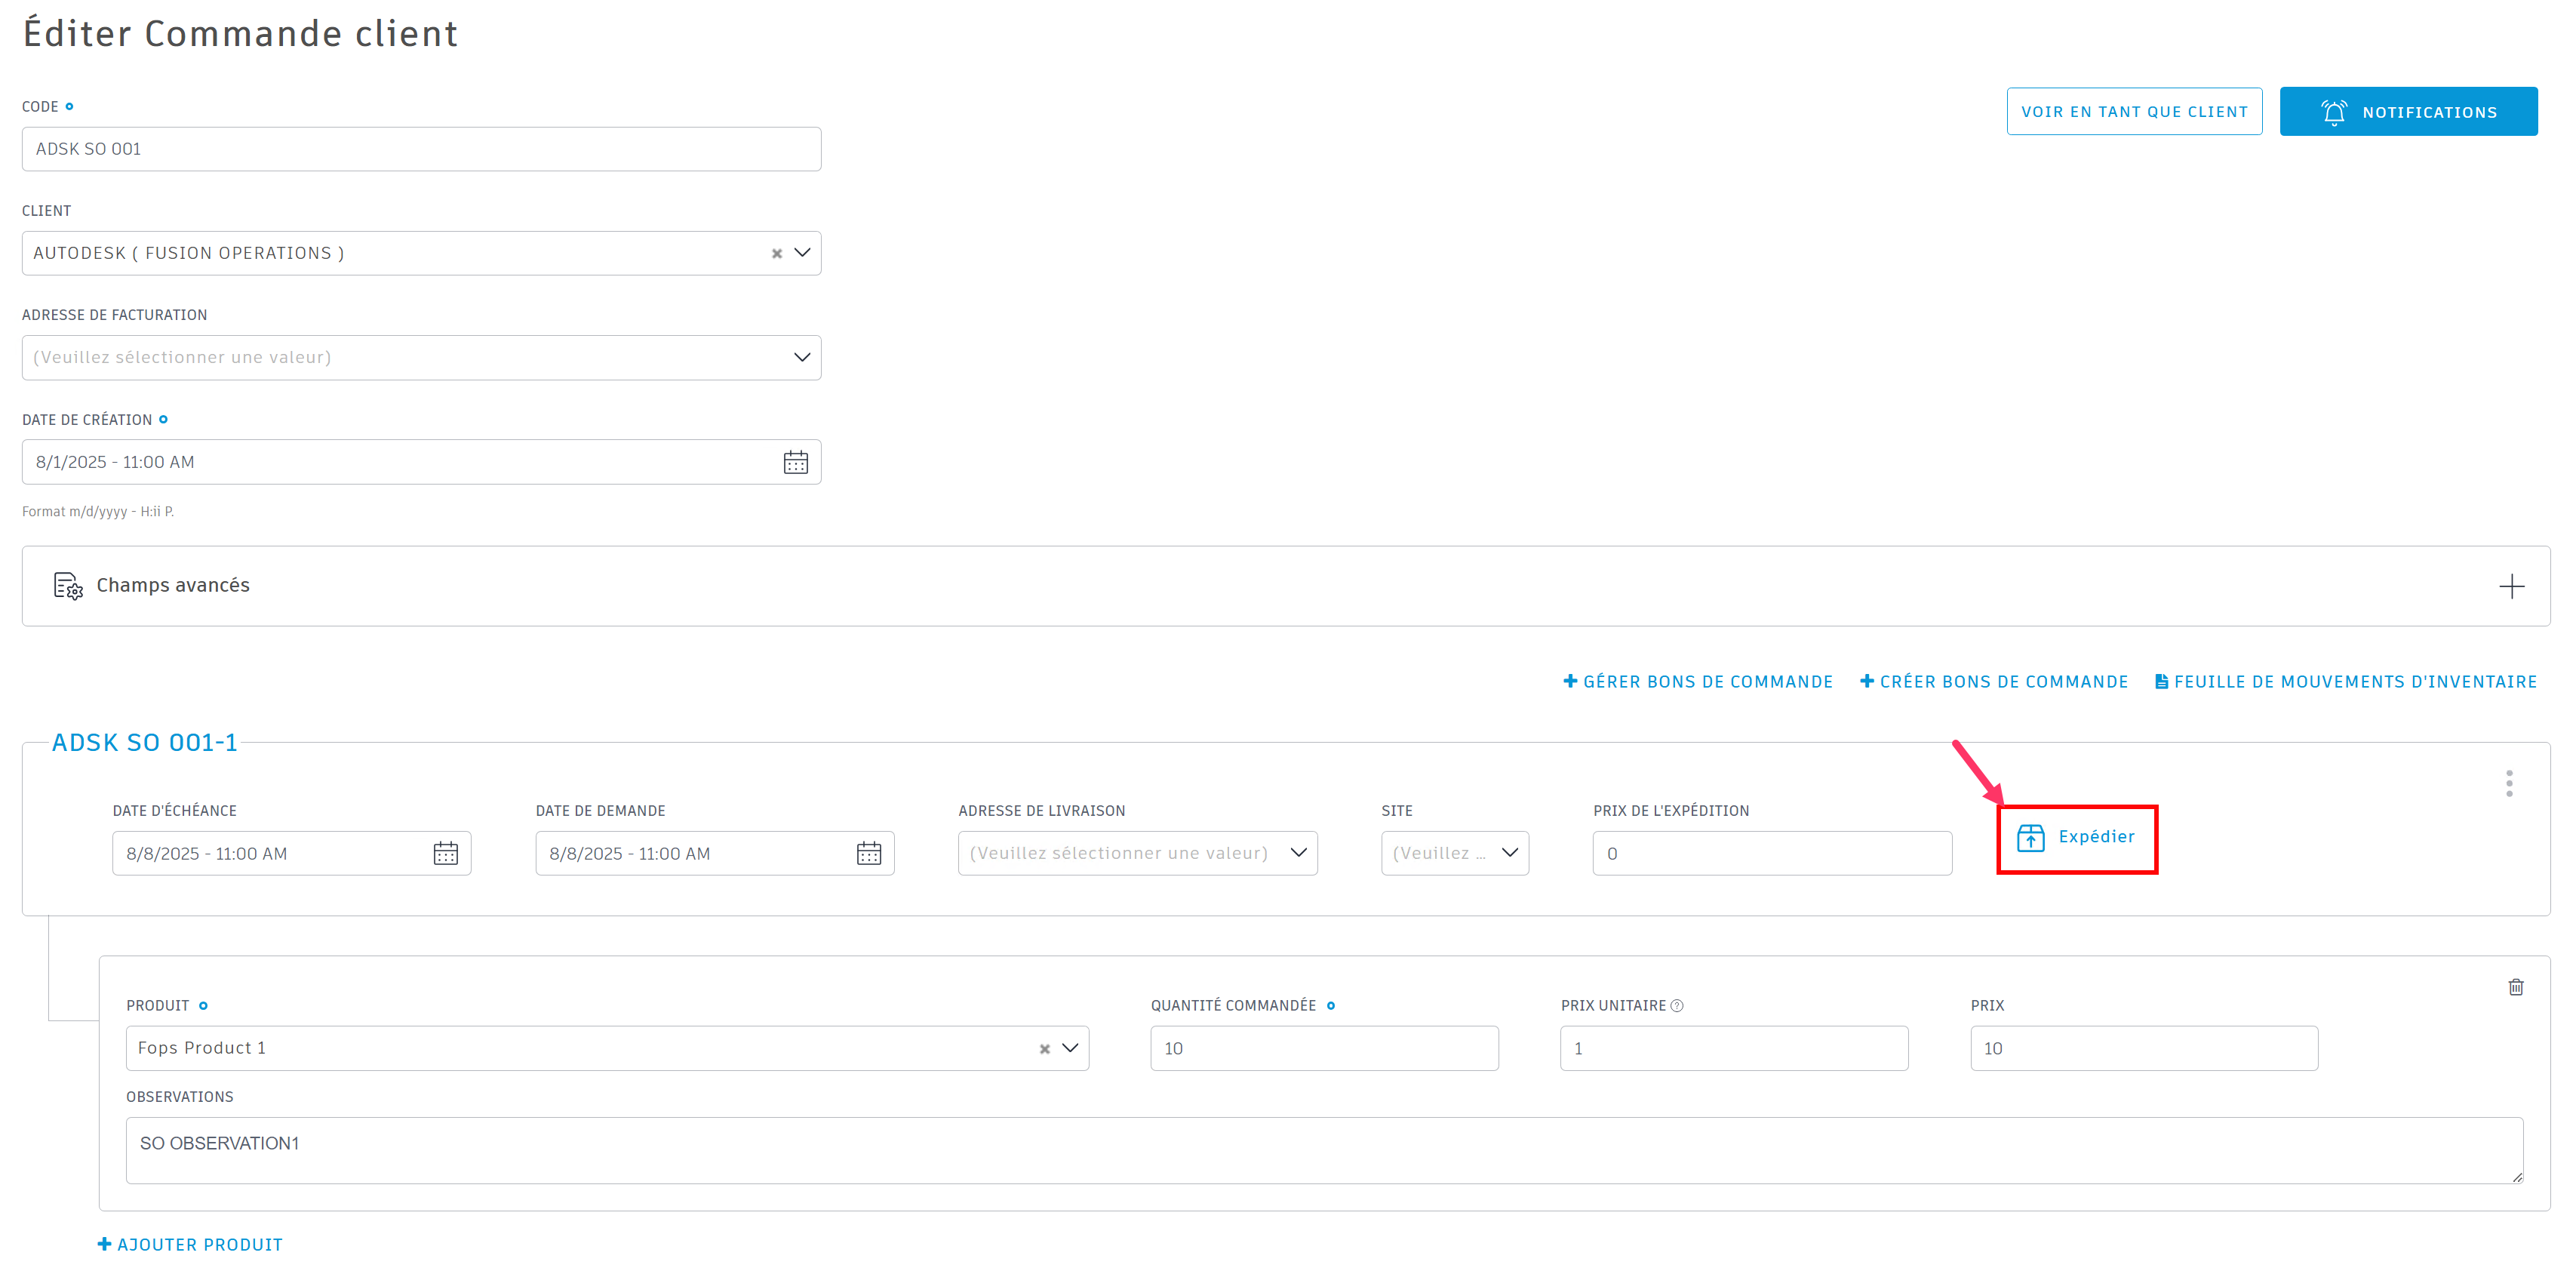 Éditer Commande client
CODE
ADSK SO 001
VOIR EN TANT QUE CLIENT
NOTIFICATIONS
CLIENT
AUTODESK ( FUSION OPERATIONS )
ADRESSE DE FACTURATION
(Veuillez sélectionner une valeur)
DATE DE CRÉATION
8/1/2025 - 11:00 AM
Format m/d/yyyy - H:ii P.
Champs avancés
GÉRER BONS DE COMMANDE
CRÉER BONS DE COMMANDE
FEUILLE DE MOUVEMENTS D'INVENTAIRE
ADSK SO 001-1
DATE D'ÉCHÉANCE
DATE DE DEMANDE
ADRESSE DE LIVRAISON
SITE
PRIX DE L'EXPÉDITION
8/8/2025 - 11:00 AM
8/8/2025 - 11:00 AM
(Veuillez sélectionner une valeur)
(Veuillez ...
0
Expédier
PRODUIT
QUANTITÉ COMMANDÉE
PRIX UNITAIRE
PRIX
Fops Product 1
10
1
10
OBSERVATIONS
SO OBSERVATION1
AJOUTER PRODUIT